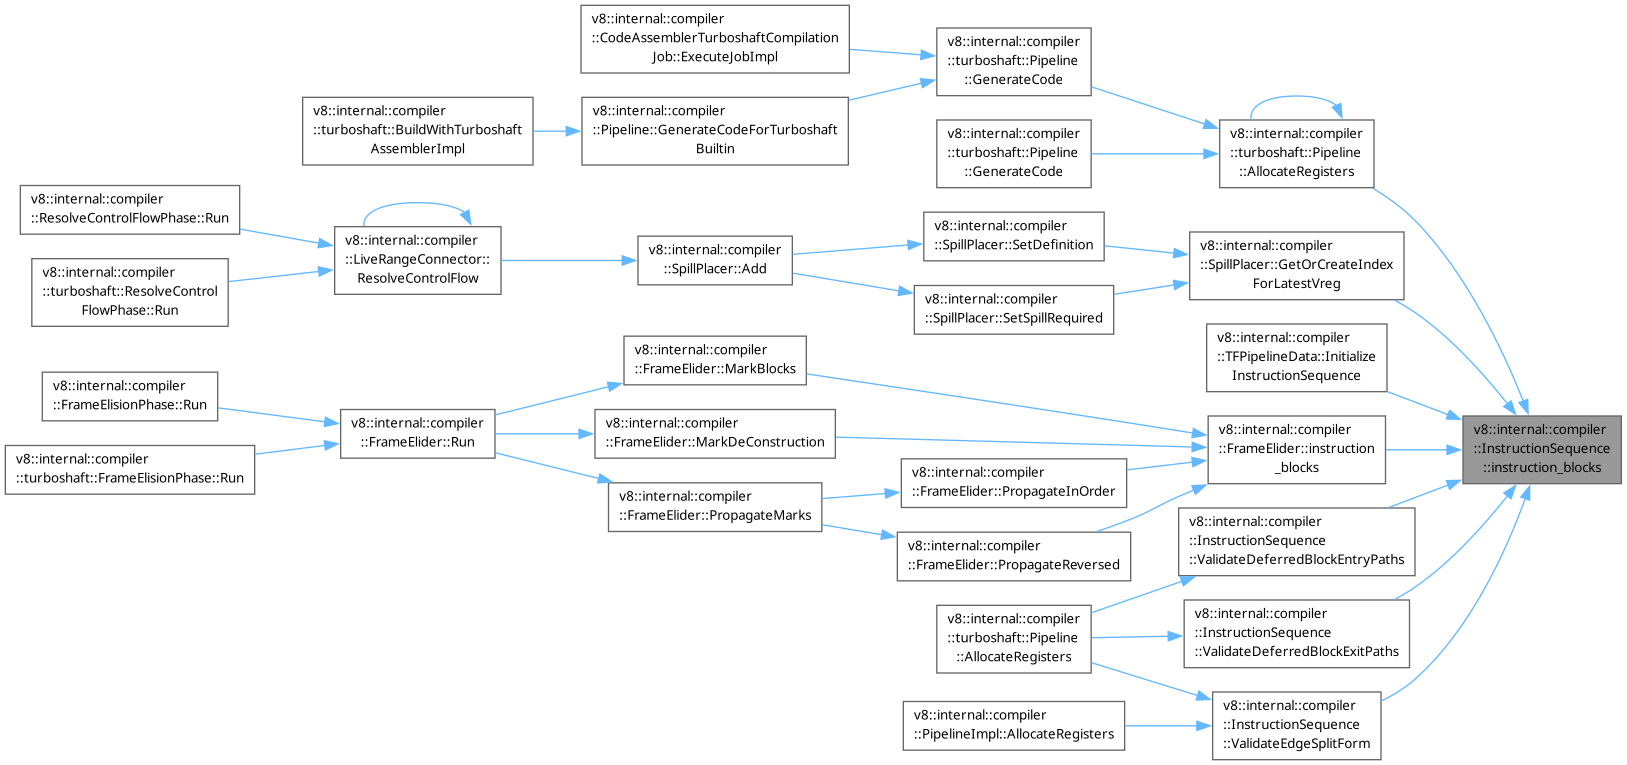 v8::internal::compiler
::CodeAssemblerTurboshaftCompilation
Job::ExecuteJobImpl
v8::internal::compiler
::turboshaft::Pipeline
::GenerateCode
v8::internal::compiler
::turboshaft::BuildWithTurboshaft
AssemblerImpl
v8::internal::compiler
::Pipeline::GenerateCodeForTurboshaft
Builtin
v8::internal::compiler
::turboshaft::Pipeline
::GenerateCode
v8::internal::compiler
::turboshaft::Pipeline
::AllocateRegisters
v8::internal::compiler
::ResolveControlFlowPhase::Run
v8::internal::compiler
::turboshaft::ResolveControl
FlowPhase::Run
v8::internal::compiler
::LiveRangeConnector::
ResolveControlFlow
v8::internal::compiler
::SpillPlacer::Add
v8::internal::compiler
::SpillPlacer::SetDefinition
v8::internal::compiler
::SpillPlacer::SetSpillRequired
v8::internal::compiler
::SpillPlacer::GetOrCreateIndex
ForLatestVreg
v8::internal::compiler
::TFPipelineData::Initialize
InstructionSequence
v8::internal::compiler
::FrameElisionPhase::Run
v8::internal::compiler
::turboshaft::FrameElisionPhase::Run
v8::internal::compiler
::FrameElider::Run
v8::internal::compiler
::FrameElider::MarkBlocks
v8::internal::compiler
::FrameElider::MarkDeConstruction
v8::internal::compiler
::FrameElider::PropagateMarks
v8::internal::compiler
::FrameElider::PropagateInOrder
v8::internal::compiler
::FrameElider::PropagateReversed
v8::internal::compiler
::FrameElider::instruction
_blocks
v8::internal::compiler
::InstructionSequence
::instruction_blocks
v8::internal::compiler
::InstructionSequence
::ValidateDeferredBlockEntryPaths
v8::internal::compiler
::turboshaft::Pipeline
::AllocateRegisters
v8::internal::compiler
::InstructionSequence
::ValidateDeferredBlockExitPaths
v8::internal::compiler
::PipelineImpl::AllocateRegisters
v8::internal::compiler
::InstructionSequence
::ValidateEdgeSplitForm